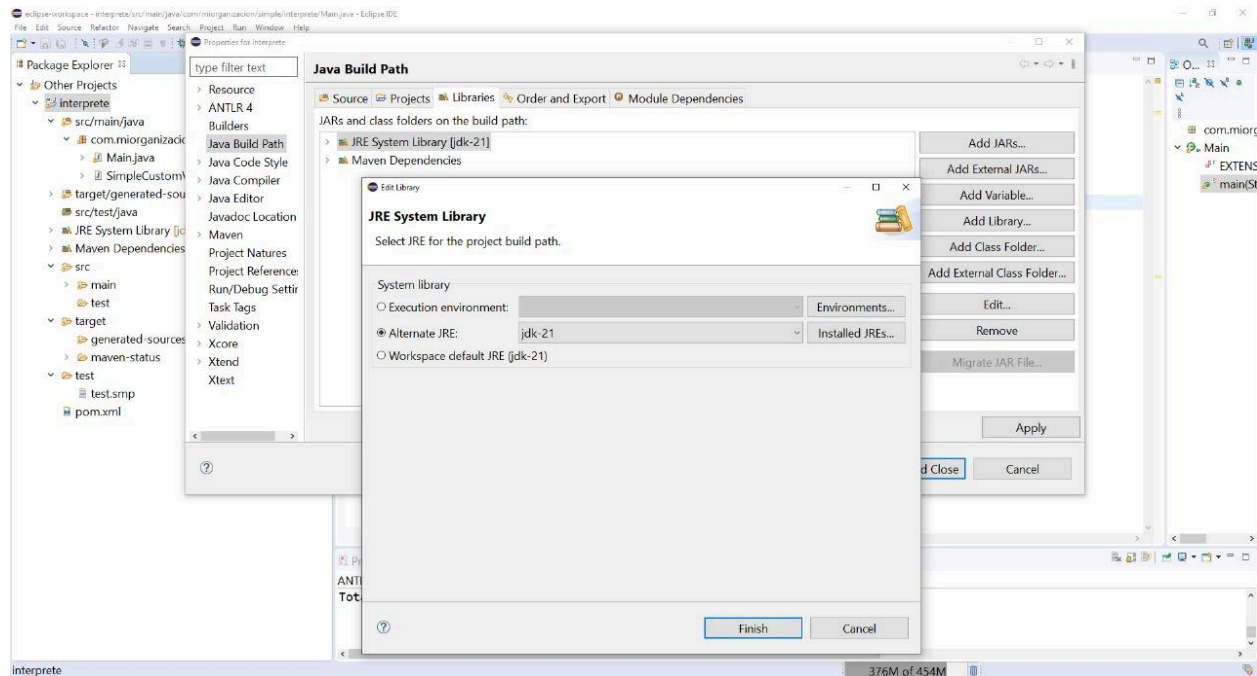 eclipse-workspace - interprete/src/main/java/com/miorganizacion/simple/interprete/Main.java - Eclipse IDE
File Edit Source Refactor Navigate Search Project Run Window Help
Properties for interprete
Package Explorer
Other Projects
interprete
src/main/java
com.miorganizacio
Main.java
SimpleCustomV
target/generated-sou
src/test/java
JRE System Library [jd
Maven Dependencies
src
main
test
target
generated-sources
maven-status
test
test.smp
pom.xml
type filter text
Resource
ANTLR 4
Builders
Java Build Path
Java Code Style
Java Compiler
Java Editor
Javadoc Location
Maven
Project Natures
Project Reference
Run/Debug Settir
Task Tags
Validation
Xcore
Xtend
Xtext
Java Build Path
Source Projects Libraries Order and Export Module Dependencies
JARs and class folders on the build path:
JRE System Library [jdk-21]
Maven Dependencies
Add JARs...
Add External JARs...
Add Variable...
Add Library...
Add Class Folder...
Add External Class Folder...
Edit...
Remove
Migrate JAR File...
Apply
d Close Cancel
Edit Library
JRE System Library
Select JRE for the project build path.
System library
Execution environment: Environments...
Alternate JRE: jdk-21 Installed JREs...
Workspace default JRE (jdk-21)
Finish Cancel
O...
com.miorg
Main
EXTENS
main(St
Pr
ANTI
Tot
interprete
376M of 454M